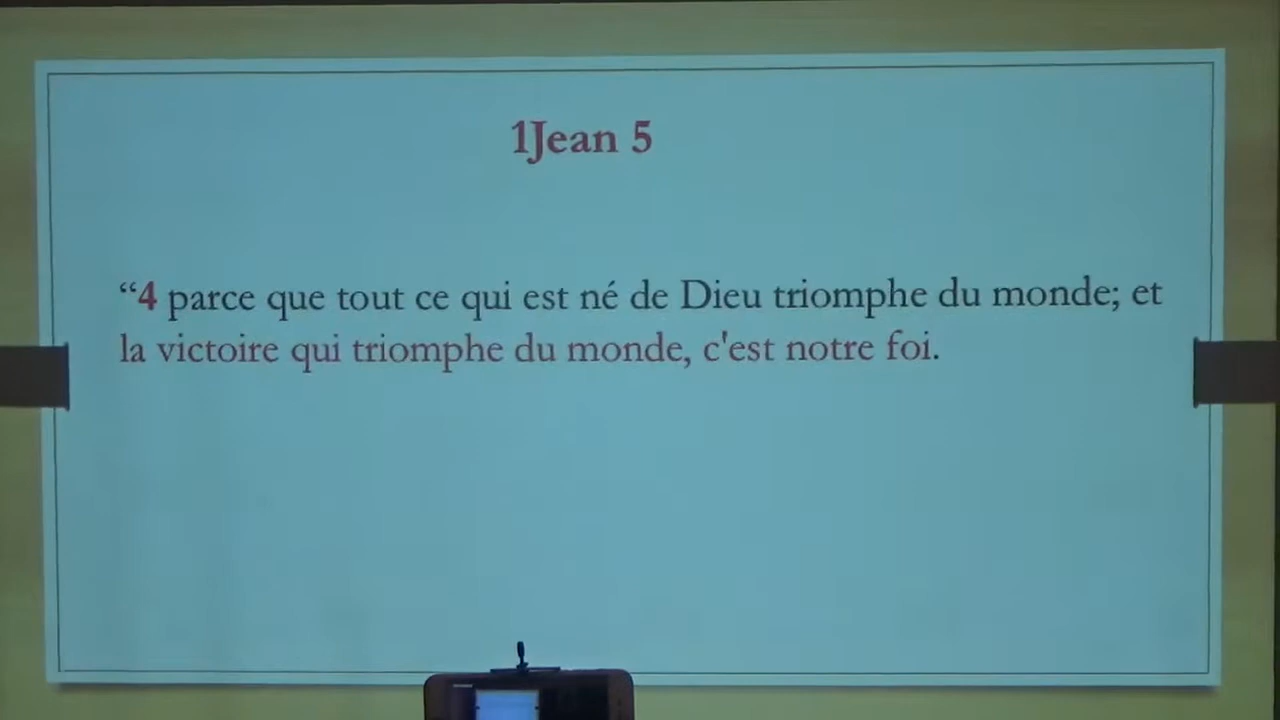 1Jean 5
“4 parce que tout ce qui est né de Dieu triomphe du monde; et
la victoire qui triomphe du monde, c'est notre foi.